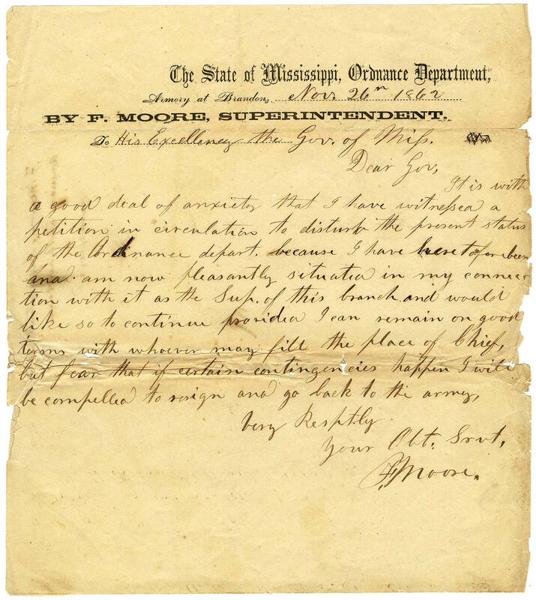 The State of Mississippi, Ordnance Department,
Armory at Brandon, Nov. 26th 1862
BY F. MOORE, SUPERINTENDENT.
To His Excellency the Gov. of Miss.
Dear Gov,
It is with
a good deal of anxiety that I have witnessed a
petition in circulation to disturb the present status
of the Ordnance depart. because I have heretofore been
and am now pleasantly situated in my connec
tion with it as the Sup. of this branch and would
like so to continue provided I can remain on good
terms with whoever may fill the place of Chief,
but fear that if certain contingencies happen I will
be compelled to resign and go back to the army,
Very Resptly
Your Obt. Srvt,
F Moore.